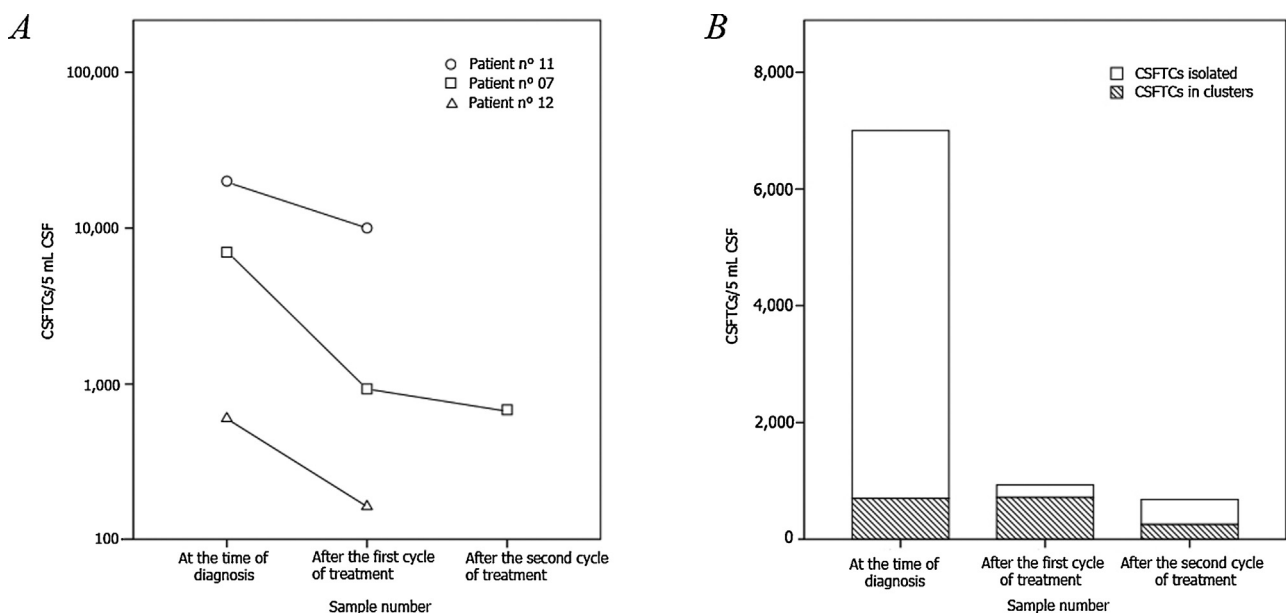 A
CSFTCs/5 mL CSF
100,000
10,000
1,000
100
Patient nº 11
Patient nº 07
Patient nº 12
At the time of
diagnosis
After the first cycle
of treatment
After the second cycle
of treatment
Sample number
B
CSFTCs/5 mL CSF
8,000
6,000
4,000
2,000
0
CSFTCs isolated
CSFTCs in clusters
At the time of
diagnosis
After the first cycle
of treatment
After the second cycle
of treatment
Sample number